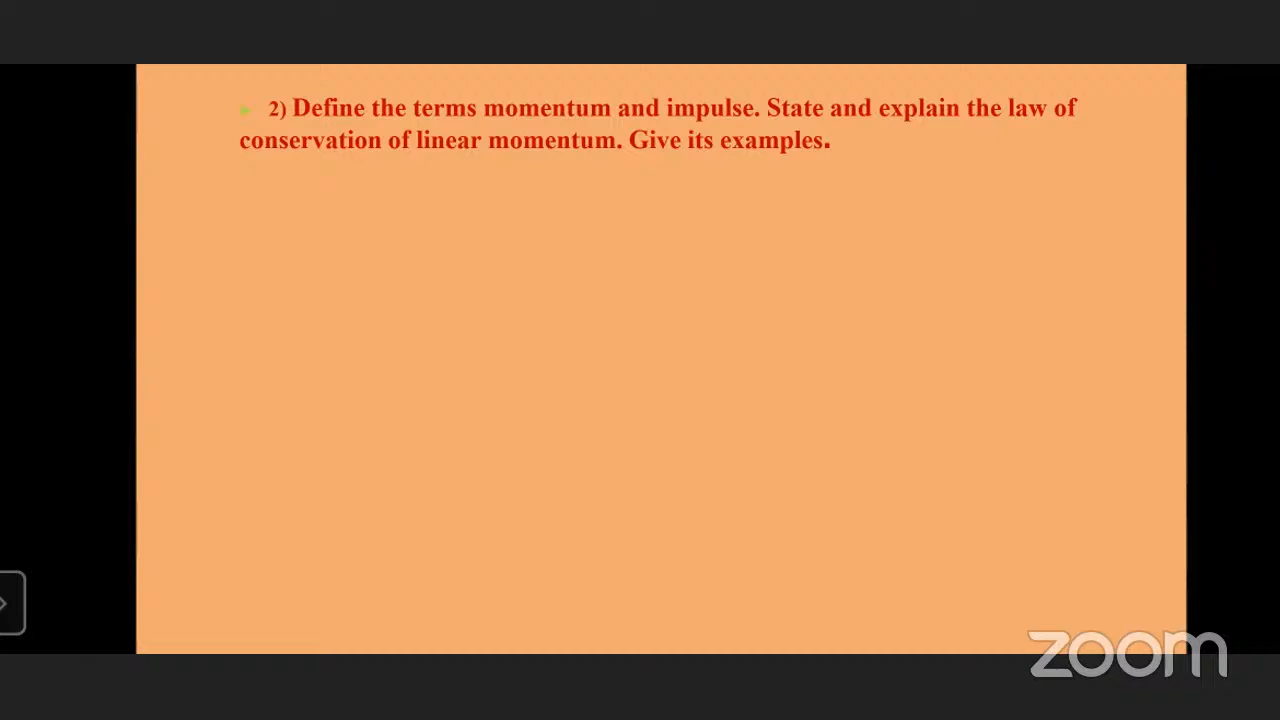 2) Define the terms momentum and impulse. State and explain the law of
conservation of linear momentum. Give its examples.
zoom